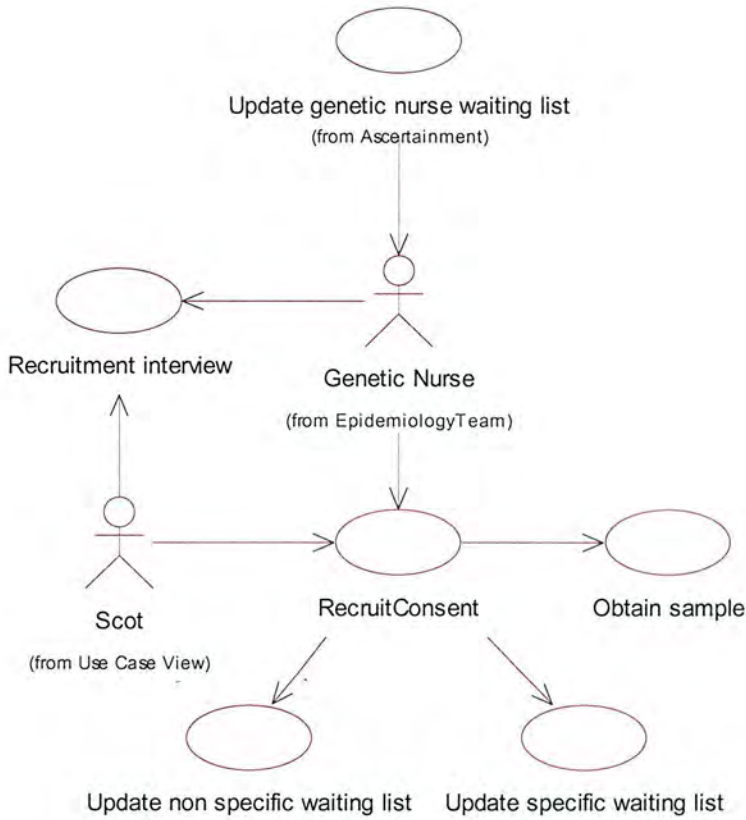 Update genetic nurse waiting list
(from Ascertainment)
Recruitment interview
Genetic Nurse
(from EpidemiologyTeam)
Scot
(from Use Case View)
RecruitConsent
Obtain sample
Update non specific waiting list
Update specific waiting list